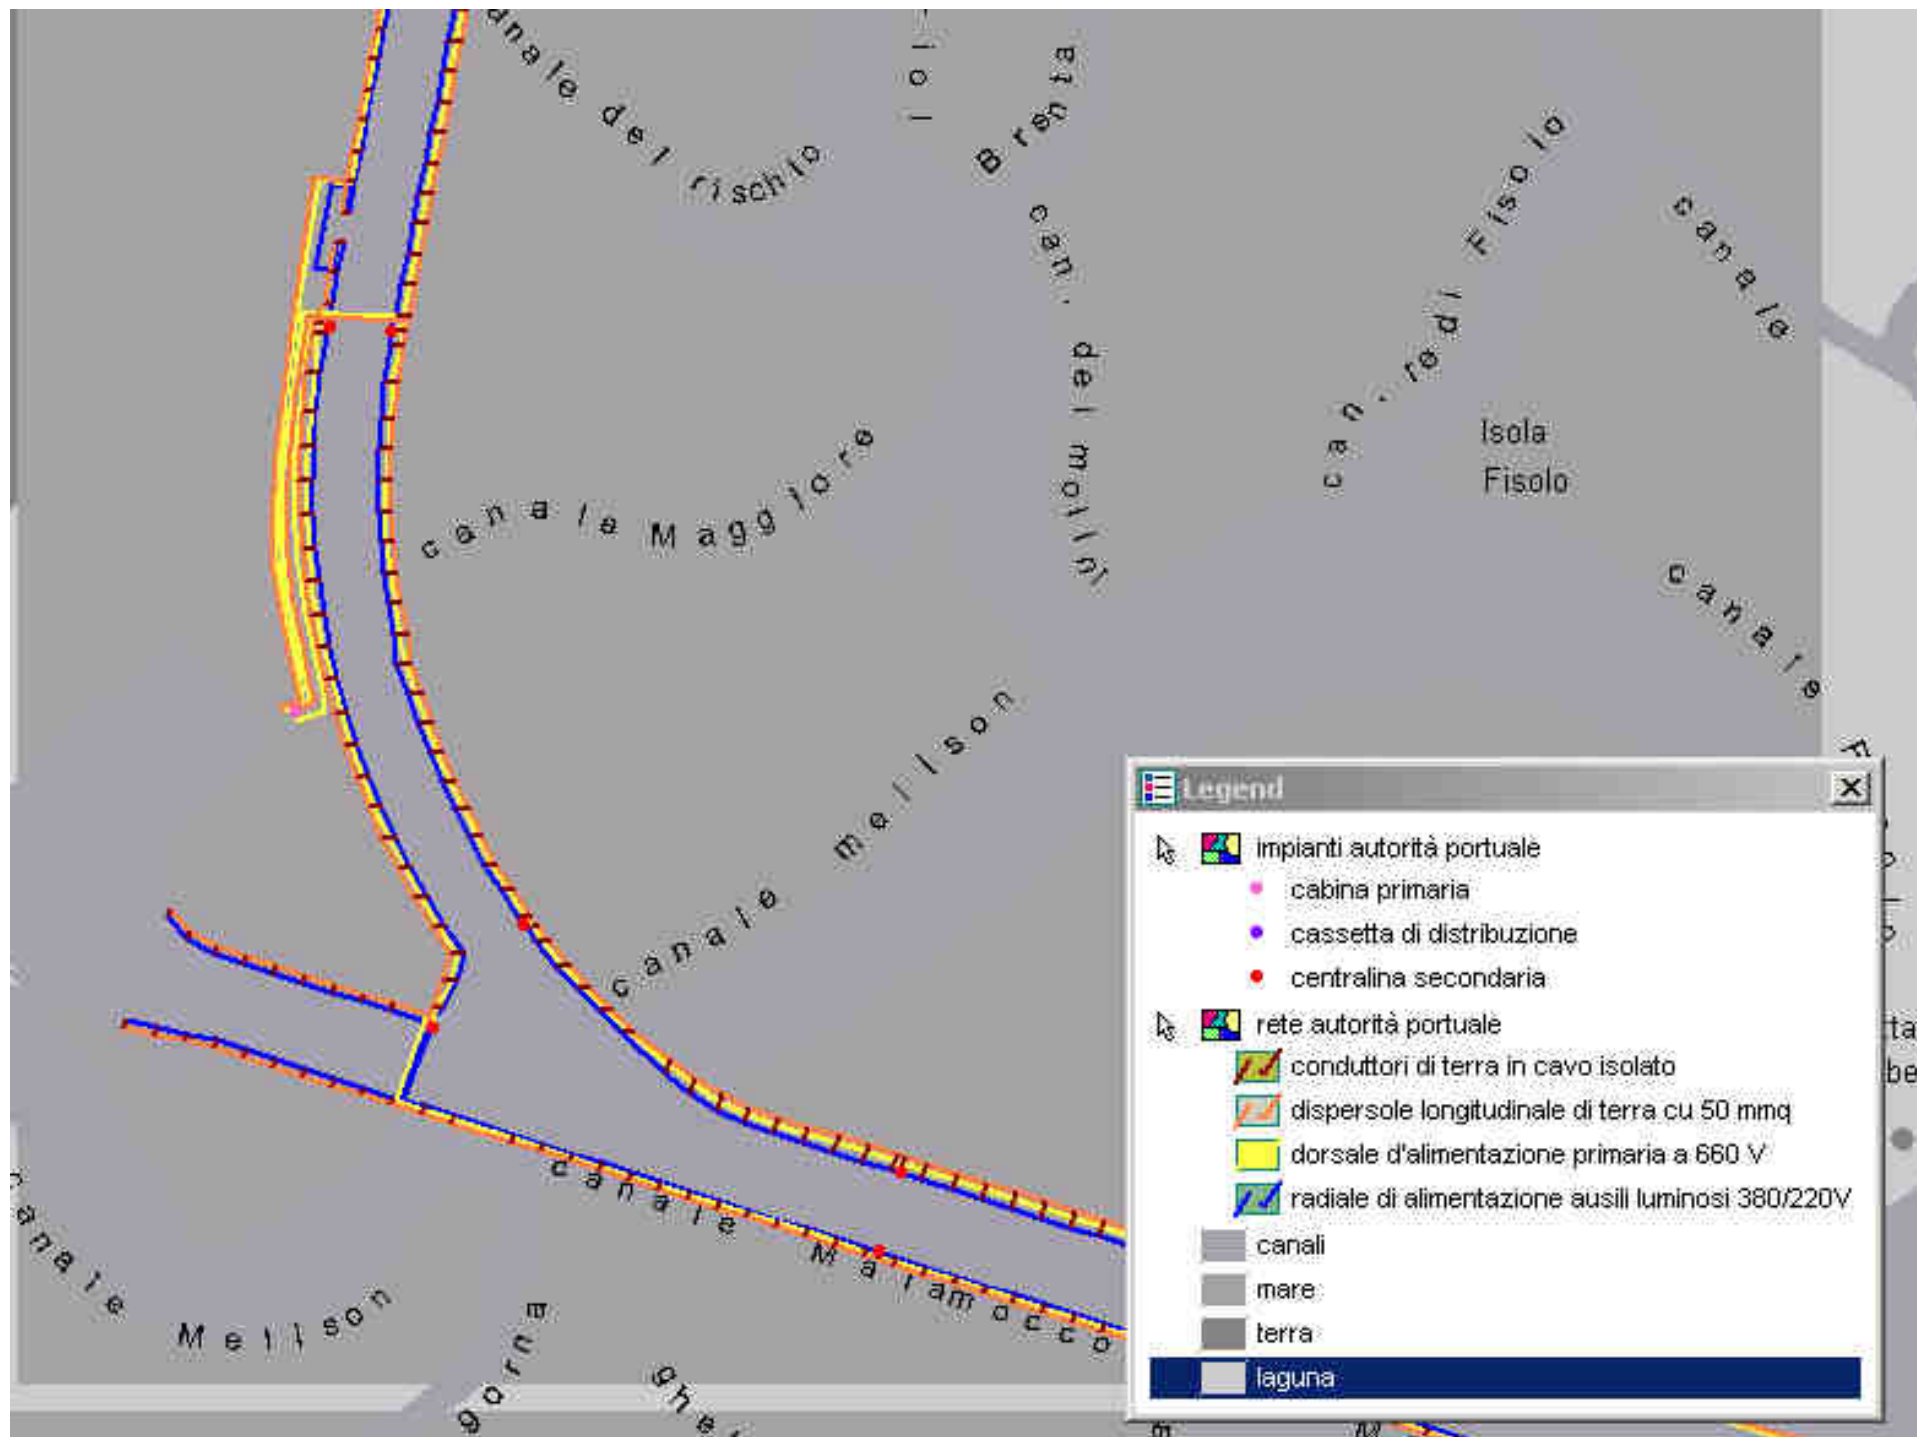 canale del rischio
Brenta
can. dei molini
can. redi Fisolo
canale
Isola
Fisolo
canale Maggiore
canale
canale melison
canale Malamocco
canale Melison
Legend
impianti autorità portuale
cabina primaria
cassetta di distribuzione
centralina secondaria
rete autorità portuale
conduttori di terra in cavo isolato
dispersole longitudinale di terra cu 50 mmq
dorsale d'alimentazione primaria a 660 V
radiale di alimentazione ausili luminosi 380/220V
canali
mare
terra
laguna